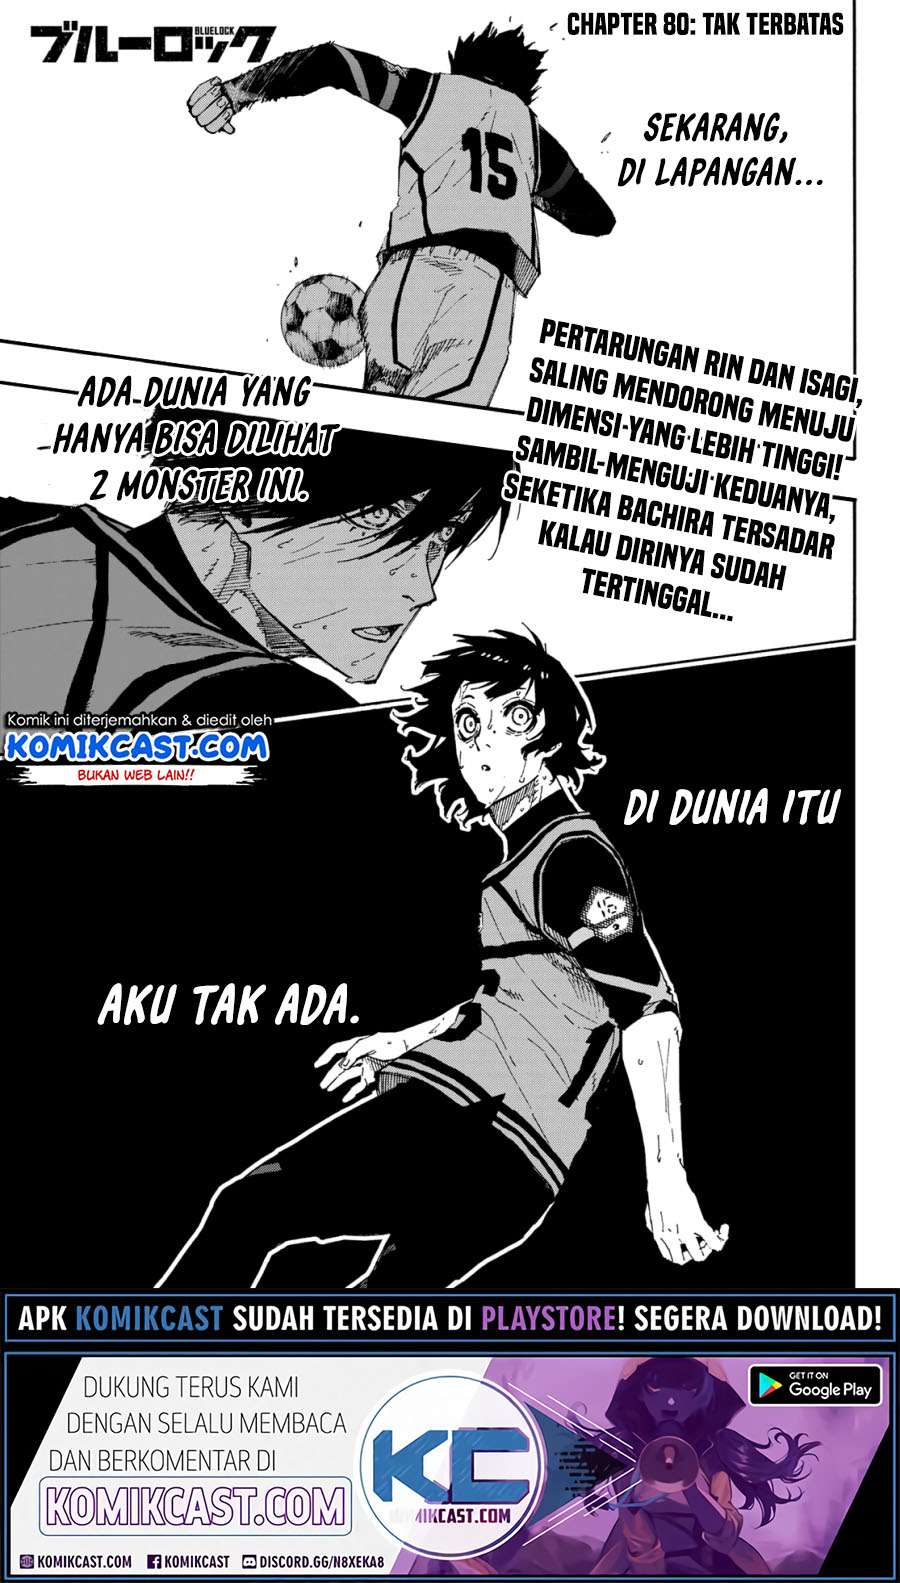 ブルーロック
BLUELOCK
CHAPTER 80: TAK TERBATAS
SEKARANG,
DI LAPANGAN...
15
PERTARUNGAN RIN DAN ISAGI,
SALING MENDORONG MENUJU
DIMENSI YANG LEBIH TINGGI!
SAMBIL MENGUJI KEDUANYA,
SEKETIKA BACHIRA TERSADAR
KALAU DIRINYA SUDAH
TERTINGGAL...
ADA DUNIA YANG
HANYA BISA DILIHAT
2 MONSTER INI.
Komik ini diterjemahkan & diedit oleh
KOMIKCAST.COM
BUKAN WEB LAIN!!
DI DUNIA ITU
AKU TAK ADA.
APK KOMIKCAST SUDAH TERSEDIA DI PLAYSTORE! SEGERA DOWNLOAD!
DUKUNG TERUS KAMI
DENGAN SELALU MEMBACA
DAN BERKOMENTAR DI
KOMIKCAST.COM
KOMIKCAST.COM KOMIKCAST DISCORD.GG/N8XEKA8
KC
KOMIKCAST.COM
GET IT ON
Google Play